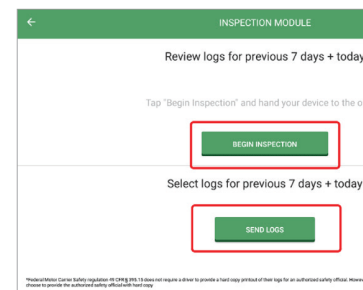 INSPECTION MODULE
Review logs for previous 7 days + today
Tap "Begin Inspection" and hand your device to the o
BEGIN INSPECTION
Select logs for previous 7 days + today
SEND LOGS
*Federal Motor Carrier Safety regulation 49 CFR § 395.15 does not require a driver to provide a hard copy printout of their logs for an authorized safety official. Howev
choose to provide the authorized safety official with hard copy